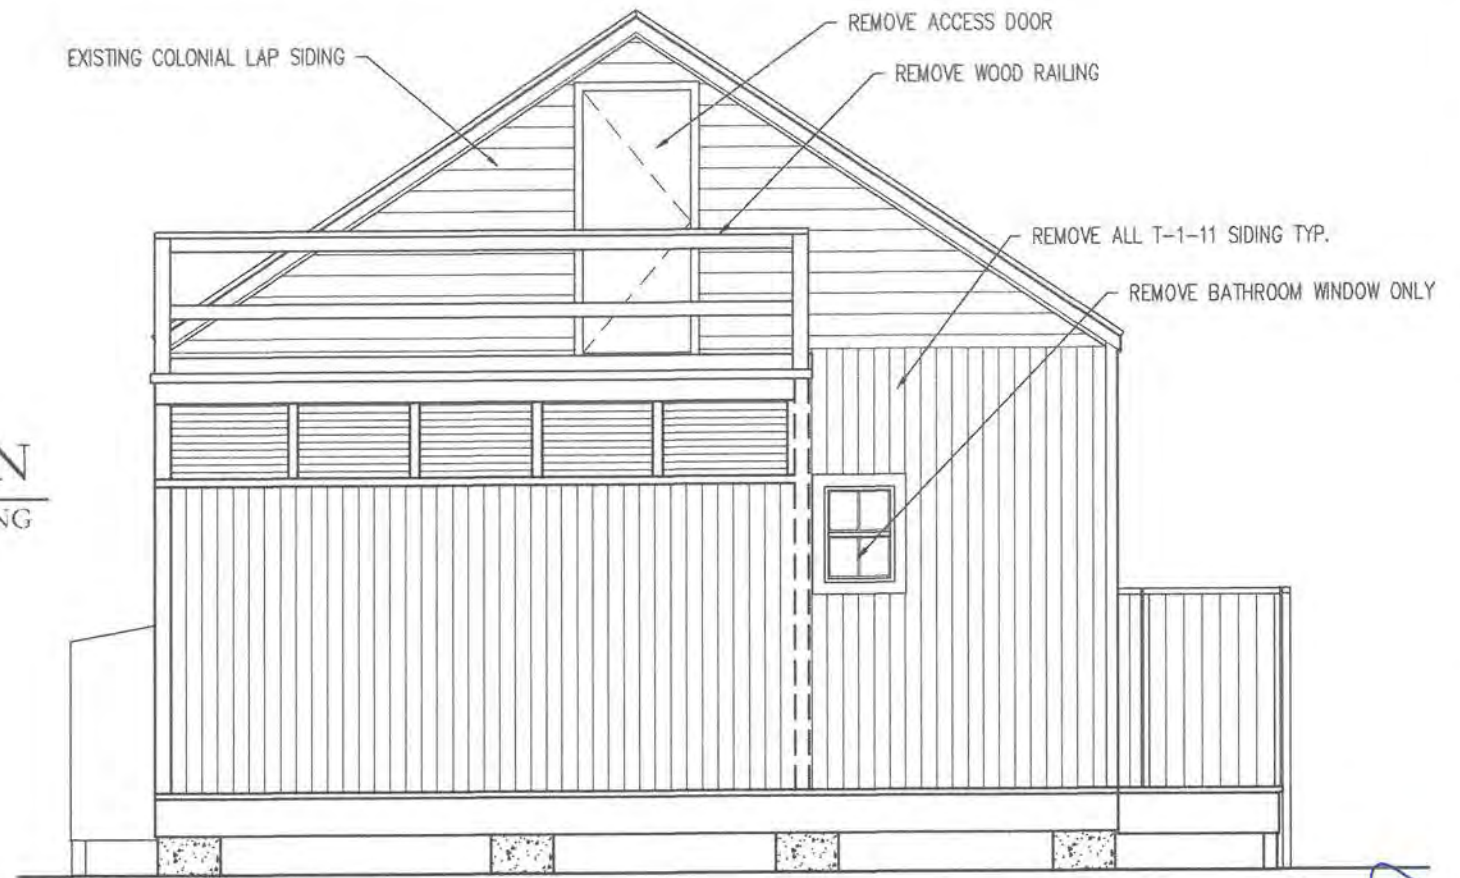 REMOVE ACCESS DOOR
EXISTING COLONIAL LAP SIDING
REMOVE WOOD RAILING
REMOVE ALL T-1-11 SIDING TYP.
REMOVE BATHROOM WINDOW ONLY